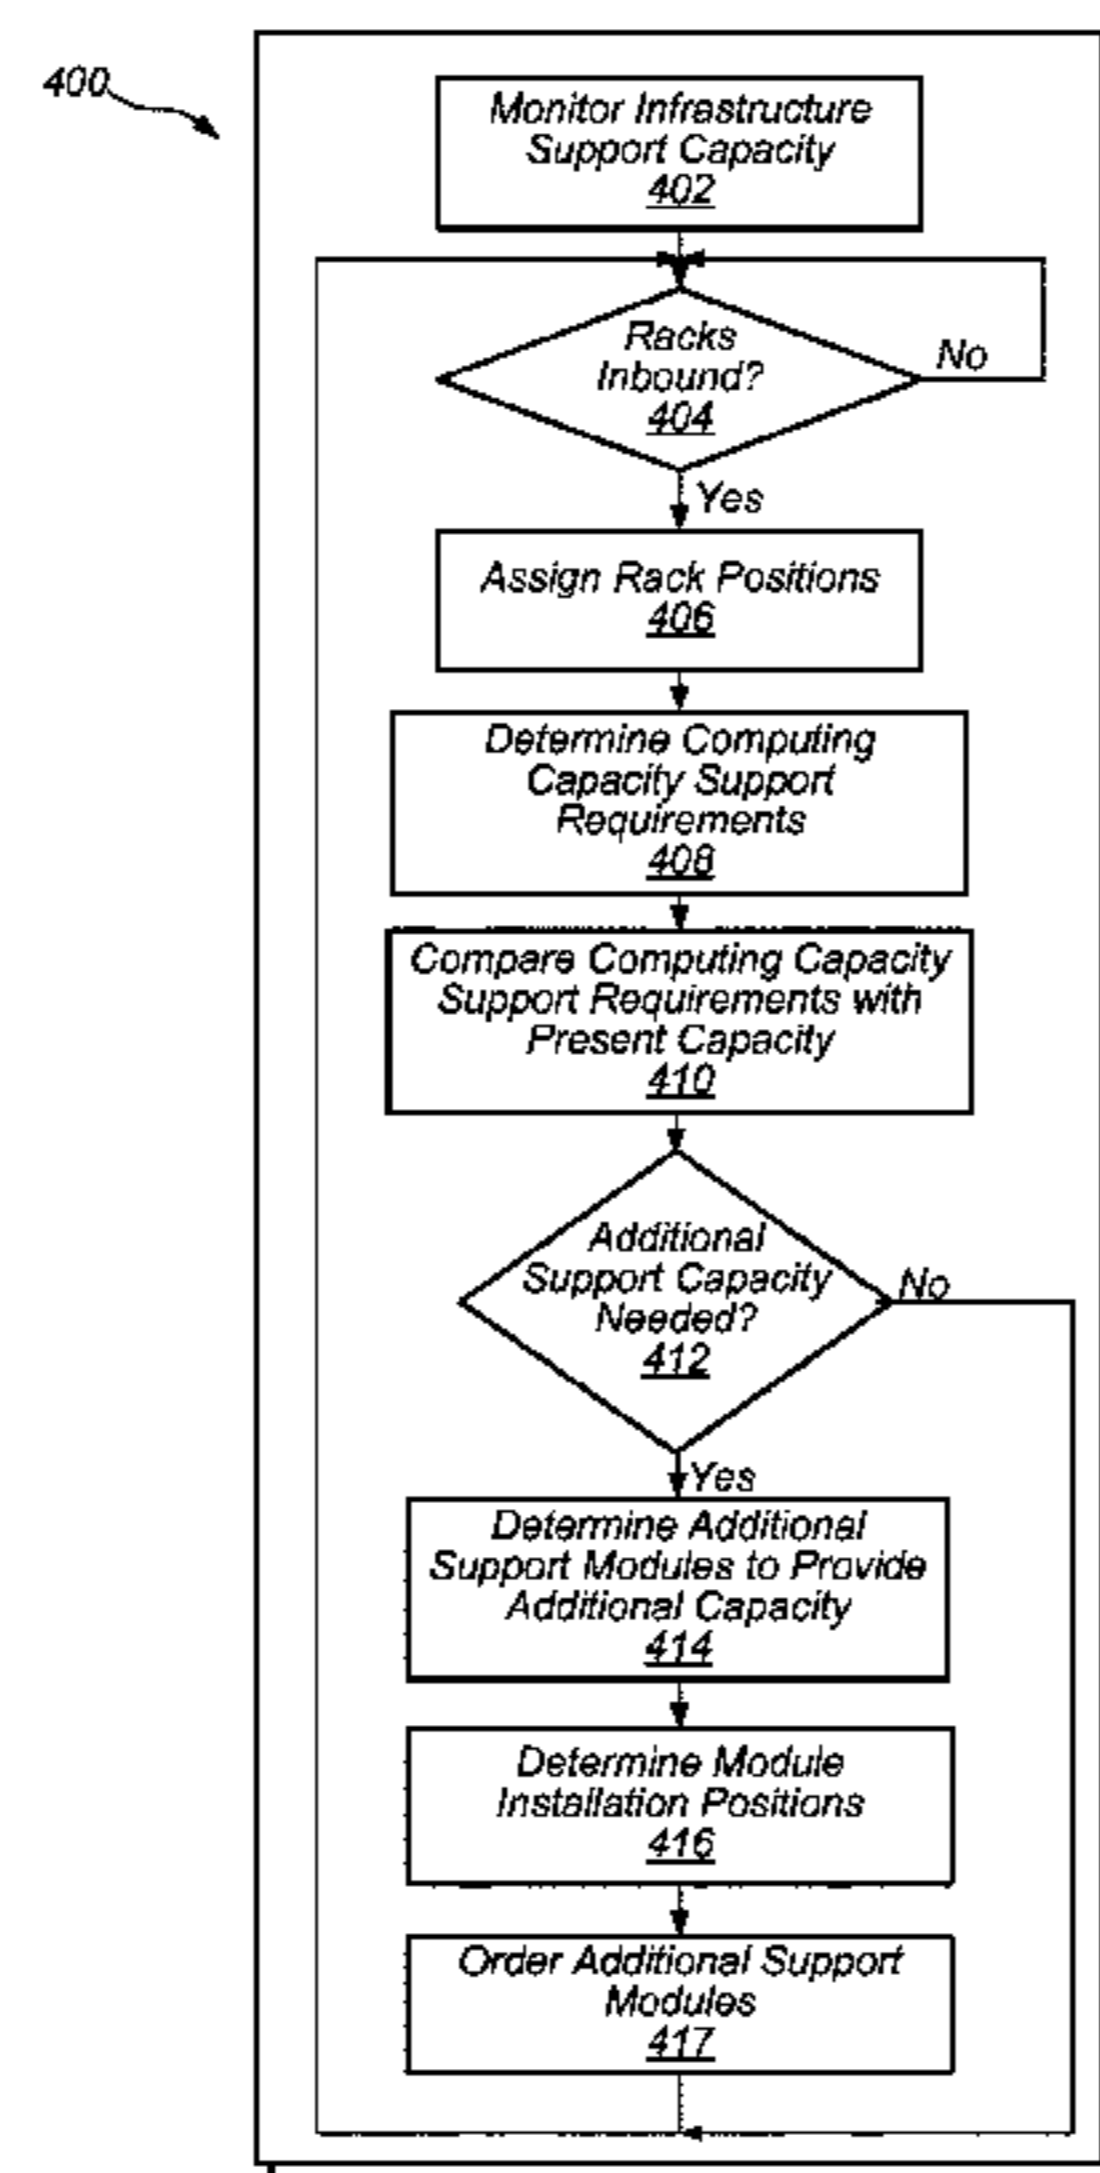 400
Monitor Infrastructure
Support Capacity
402
Racks
Inbound?
404
No
Yes
Assign Rack Positions
406
Determine Computing
Capacity Support
Requirements
408
Compare Computing Capacity
Support Requirements with
Present Capacity
410
Additional
Support Capacity
Needed?
412
No
Yes
Determine Additional
Support Modules to Provide
Additional Capacity
414
Determine Module
Installation Positions
416
Order Additional Support
Modules
417